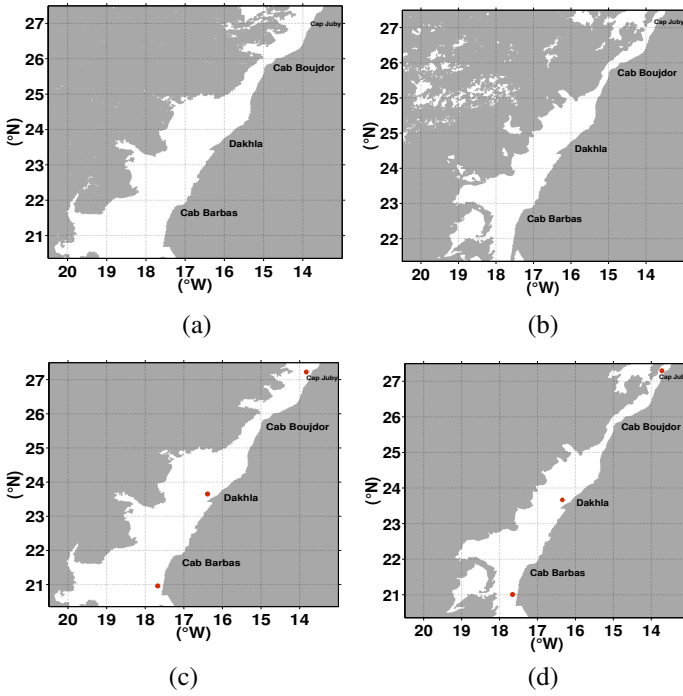 27
26
25
24
23
22
21
(°N)
20 19 18 17 16 15 14
(°W)
Cap Juby
Cab Boujdor
Dakhla
Cab Barbas
(a)
27
26
25
25
24
23
22
(°N)
20 19 18 17 16 15 14
(°W)
Cap Juby
Cab Boujdor
Dakhla
Cab Barbas
(b)
27
26
25
24
23
22
21
(°N)
20 19 18 17 16 15 14
(°W)
Cap Juby
Cab Boujdor
Dakhla
Cab Barbas
(c)
27
26
25
24
23
22
21
(°N)
20 19 18 17 16 15 14
(°W)
Cap Jub
Cab Boujdor
Dakhla
Cab Barbas
(d)